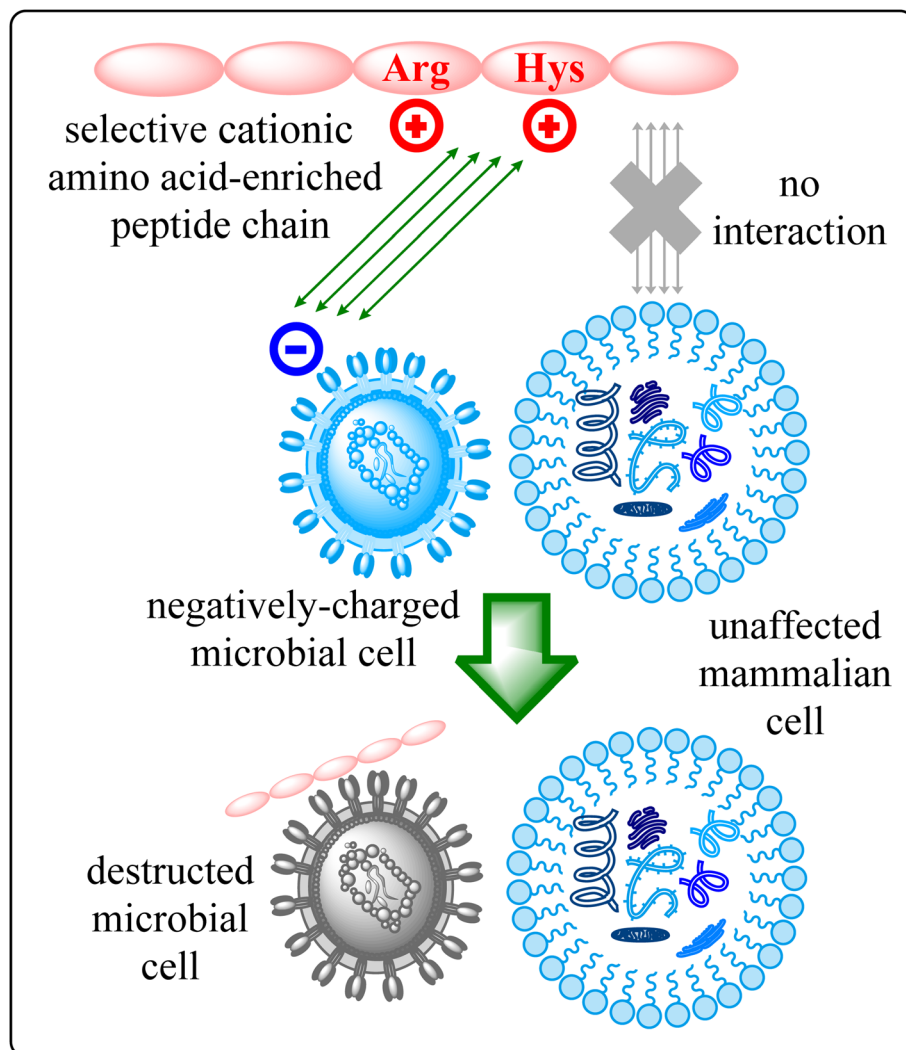 Arg Hys
selective cationic
amino acid-enriched
peptide chain
no
interaction
negatively-charged
microbial cell
unaffected
mammalian
cell
destructed
microbial
cell